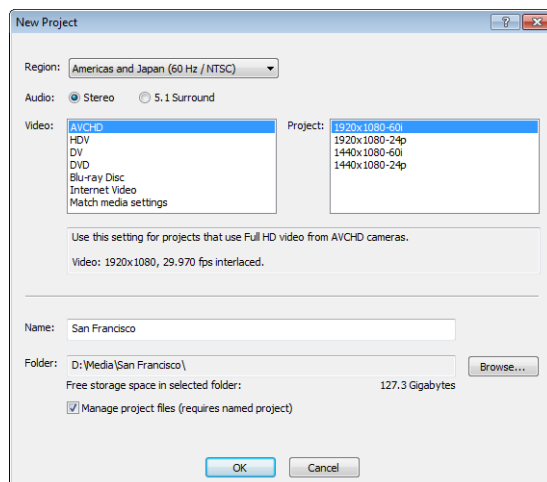 New Project
Region: Americas and Japan (60 Hz / NTSC)
Audio: Stereo 5.1 Surround
Video: AVCHD
HDV
DV
DVD
Blu-ray Disc
Internet Video
Match media settings
Project: 1920x1080-60i
1920x1080-24p
1440x1080-60i
1440x1080-24p
Use this setting for projects that use Full HD video from AVCHD cameras.
Video: 1920x1080, 29.970 fps interlaced.
Name: San Francisco
Folder: D:\Media\San Francisco\ Browse...
Free storage space in selected folder: 127.3 Gigabytes
Manage project files (requires named project)
OK Cancel